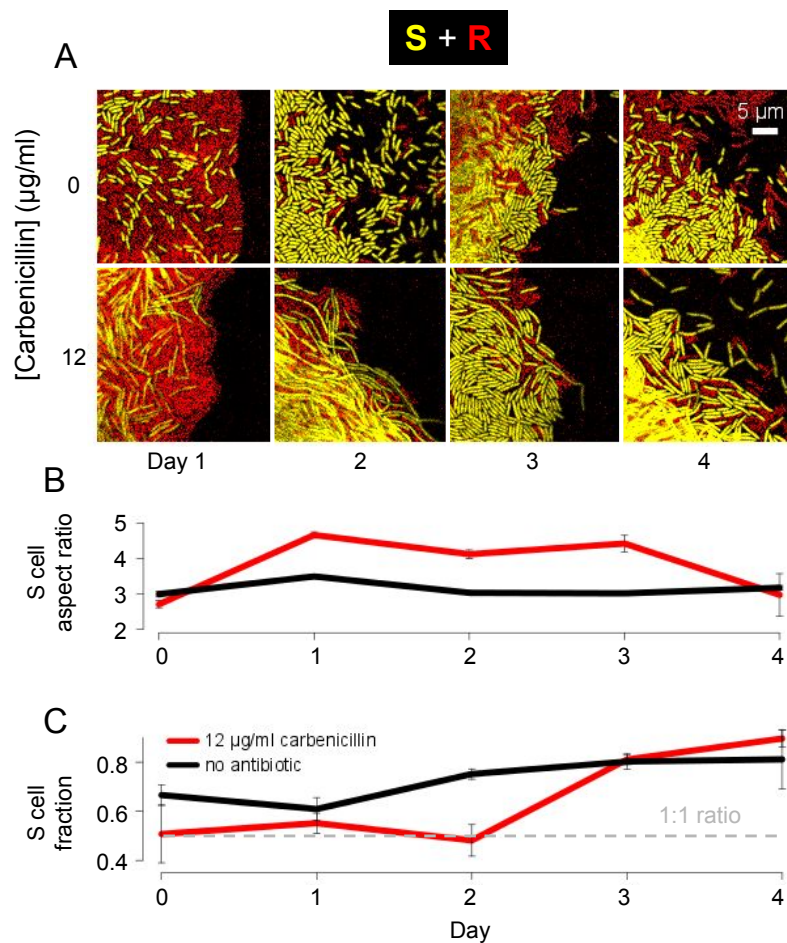 S + R
A
[Carbenicillin] (µg/ml)
0
12
5 µm
Day 1 2 3 4
B
S cell
aspect ratio
5
4
3
2
0 1 2 3 4
C
S cell
fraction
12 µg/ml carbenicillin
no antibiotic
0.8
0.6
0.4
1:1 ratio
0 1 2 3 4
Day